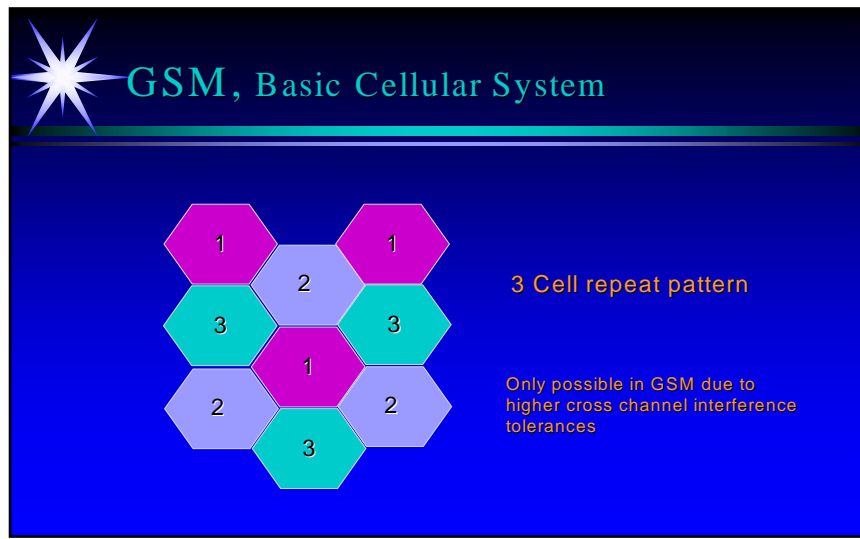 GSM, Basic Cellular System
1
1
2
3 Cell repeat pattern
3
3
1
Only possible in GSM due to
higher cross channel interference
tolerances
2
2
3